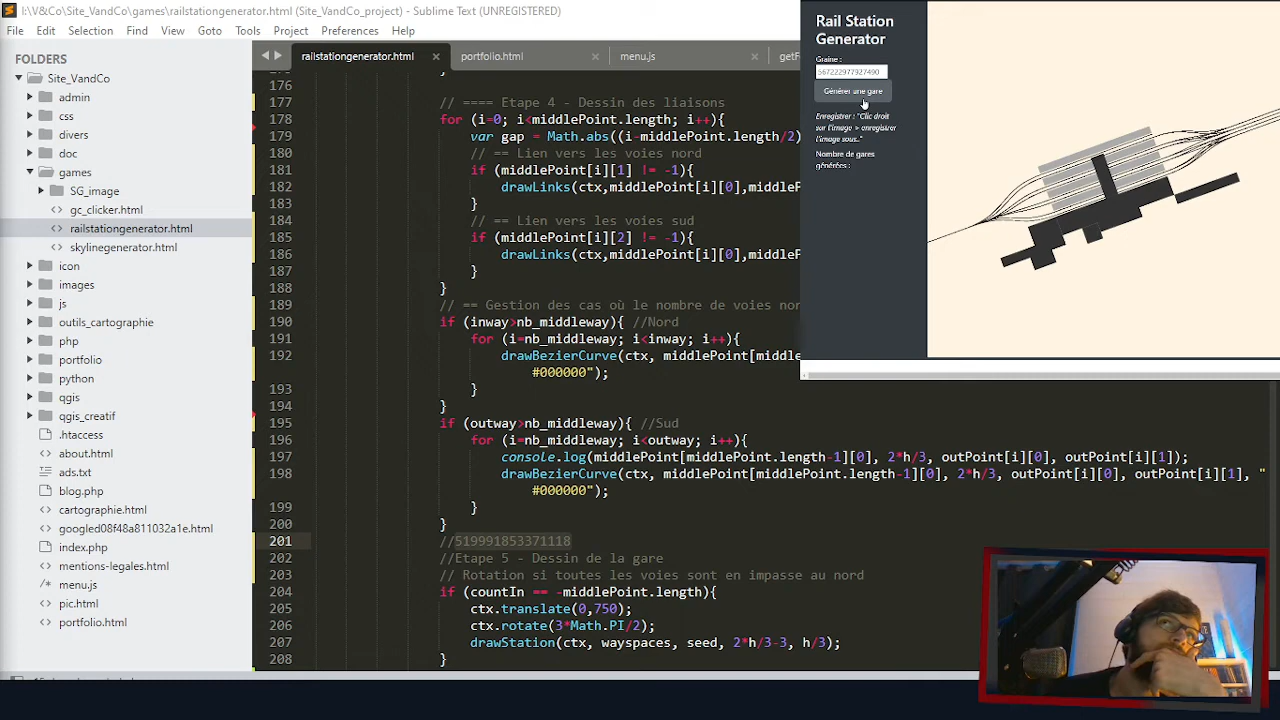 I:\V&Co\V&Co\games\railstationgenerator.html (Site_VandCo_project) - Sublime Text (UNREGISTERED)
File Edit Selection Find View Goto Tools Project Preferences Help
FOLDERS
Site_VandCo
admin
css
divers
doc
games
SG_image
gc_clicker.html
railstationgenerator.html
skylinegenerator.html
icon
images
js
outils_cartographie
php
portfolio
python
qgis
qgis_creatif
.htaccess
about.html
ads.txt
blog.php
cartographie.html
googled08f48a811032a1e.html
index.php
mentions-legales.html
menu.js
pic.html
portfolio.html
railstationgenerator.html portfolio.html menu.js getF
176 }
177 // ==== Etape 4 - Dessin des liaisons
178 for (i=0; i<middlePoint.length; i++){
179 var gap = Math.abs((i-middlePoint.length/2)
180 // == Lien vers les voies nord
181 if (middlePoint[i][1] != -1){
182 drawLinks(ctx,middlePoint[i][0],middl
183 }
184 // == Lien vers les voies sud
185 if (middlePoint[i][2] != -1){
186 drawLinks(ctx,middlePoint[i][0],middl
187 }
188 }
189 // == Gestion des cas où le nombre de voies nor
190 if (inway>nb_middleway){ //Nord
191 for (i=nb_middleway; i<inway; i++){
192 drawBezierCurve(ctx, middlePoint[middle
#000000");
193 }
194 }
195 if (outway>nb_middleway){ //Sud
196 for (i=nb_middleway; i<outway; i++){
197 console.log(middlePoint[middlePoint.length-1][0], 2*h/3, outPoint[i][0], outPoint[i][1]);
198 drawBezierCurve(ctx, middlePoint[middlePoint.length-1][0], 2*h/3, outPoint[i][0], outPoint[i][1], "
#000000");
199 }
200 }
201 //519991853371118
202 //Etape 5 - Dessin de la gare
203 // Rotation si toutes les voies sont en impasse au nord
204 if (countIn == -middlePoint.length){
205 ctx.translate(0,750);
206 ctx.rotate(3*Math.PI/2);
207 drawStation(ctx, wayspaces, seed, 2*h/3-3, h/3);
208 }
Rail Station
Generator
Graine :
567222977927490
Générer une gare
Enregistrer : "Clic droit
sur l'image > enregistrer
l'image sous.."
Nombre de gares
générées :